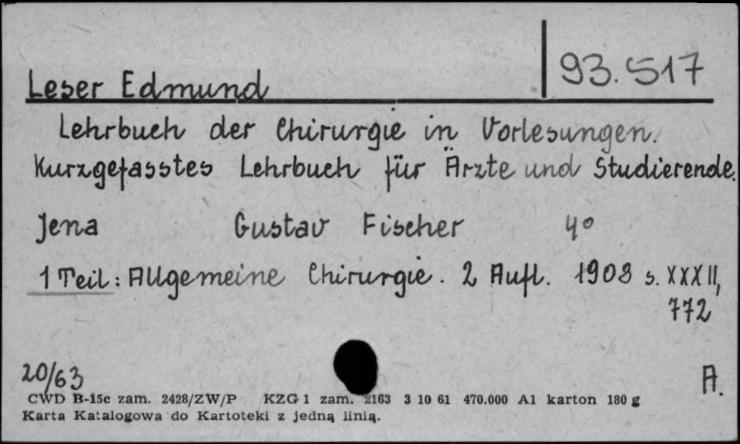 93.517
Leser Edmund
Lehrbuch der Chirurgie in Vorlesungen.
Kurzgefasstes Lehrbuch für Ärzte und Studierende.
Jena Gustav Fischer 4°
1 Teil: Allgemeine Chirurgie. 2 Aufl. 1908 s. XXXII,
772
20/63
A.
CWD B-15c zam. 2428/ZW/P KZG 1 zam. 2163 3 10 61 470.000 A1 karton 180 g
Karta Katalogowa do Kartoteki z jedną linią.